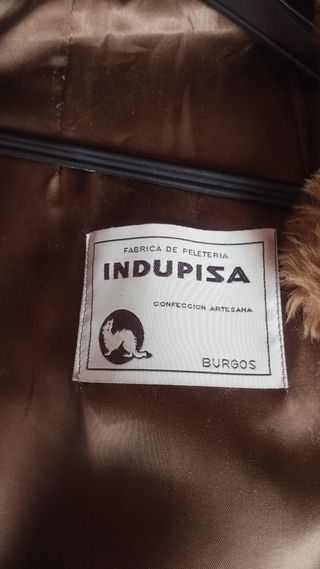 FABRICA DE PELETERIA
INDUPISA
CONFECCION ARTESANA
BURGOS